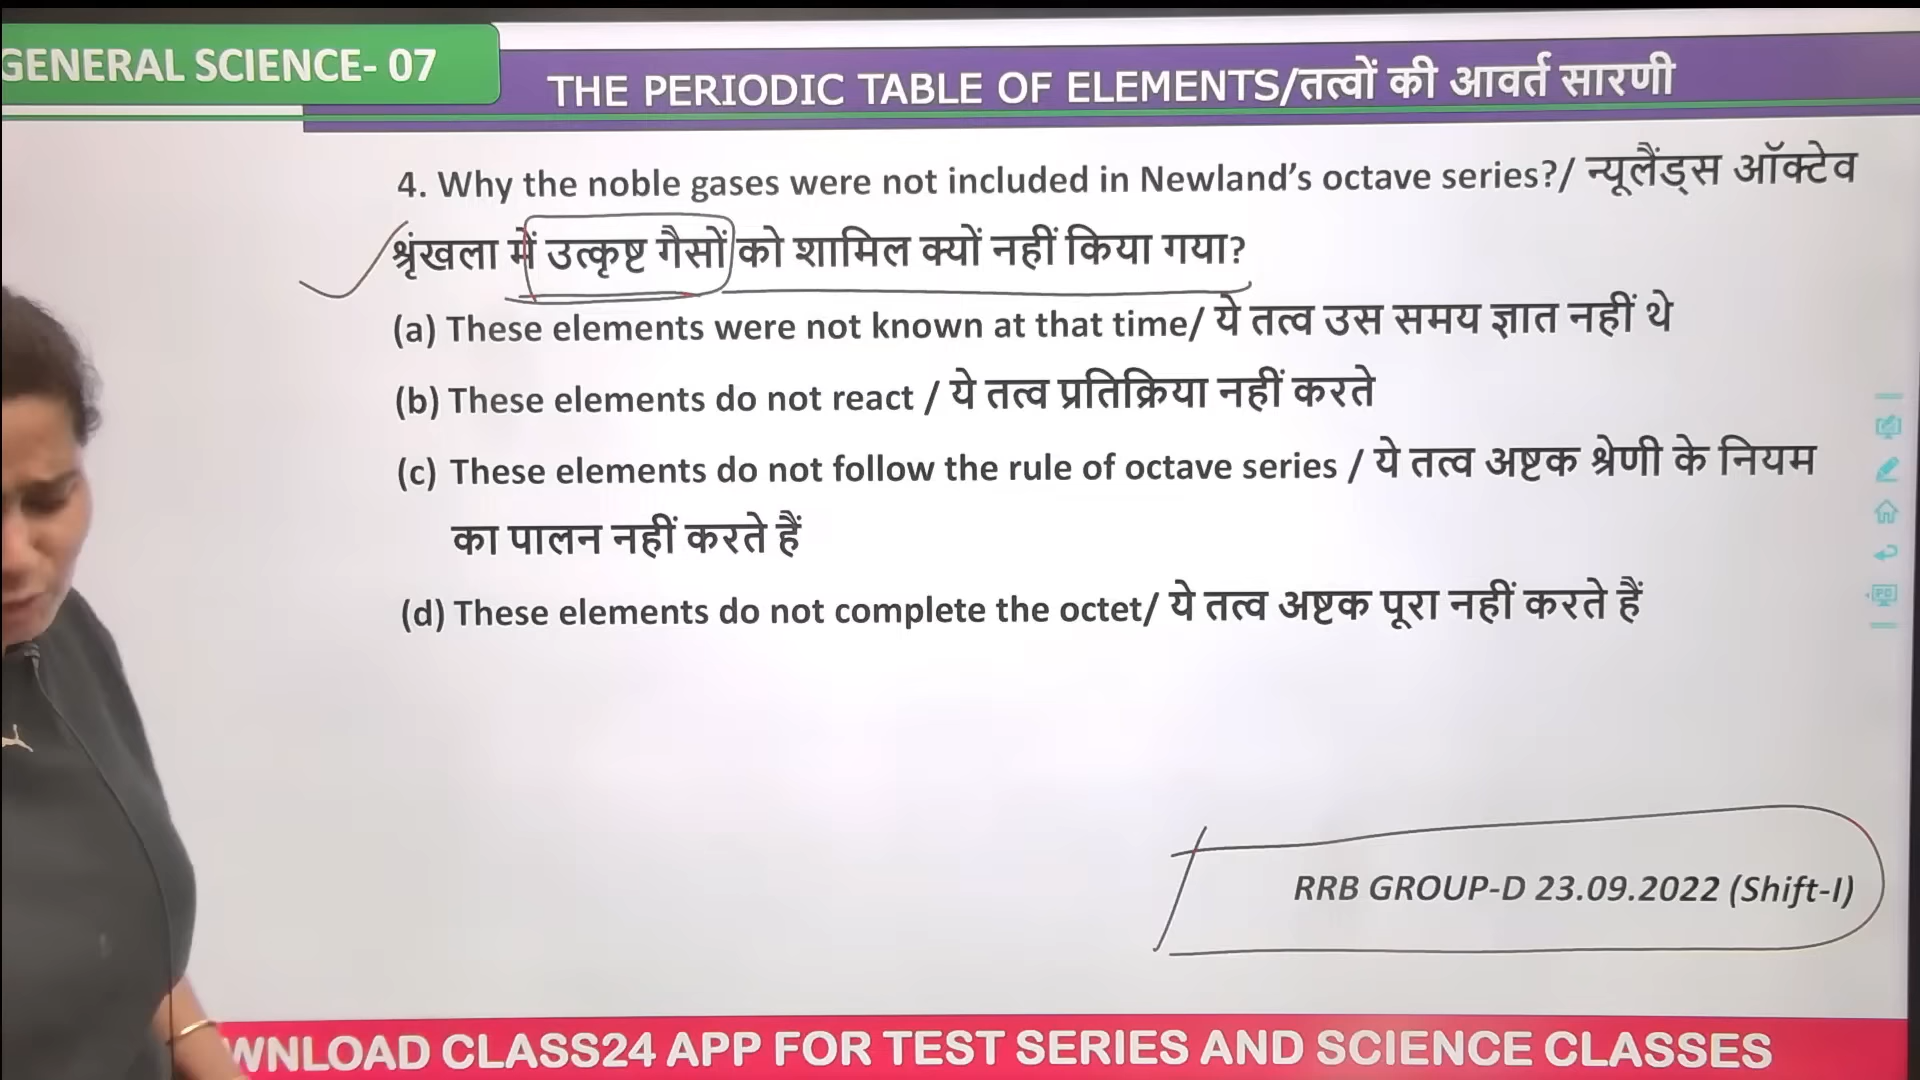 GENERAL SCIENCE- 07
THE PERIODIC TABLE OF ELEMENTS/तत्वों की आवर्त सारणी
4. Why the noble gases were not included in Newland’s octave series?/ न्यूलैंड्स ऑक्टेव
श्रृंखला में उत्कृष्ट गैसों को शामिल क्यों नहीं किया गया?
(a) These elements were not known at that time/ ये तत्व उस समय ज्ञात नहीं थे
(b) These elements do not react / ये तत्व प्रतिक्रिया नहीं करते
(c) These elements do not follow the rule of octave series / ये तत्व अष्टक श्रेणी के नियम
का पालन नहीं करते हैं
(d) These elements do not complete the octet/ ये तत्व अष्टक पूरा नहीं करते हैं
RRB GROUP-D 23.09.2022 (Shift-I)
WNLOAD CLASS24 APP FOR TEST SERIES AND SCIENCE CLASSES